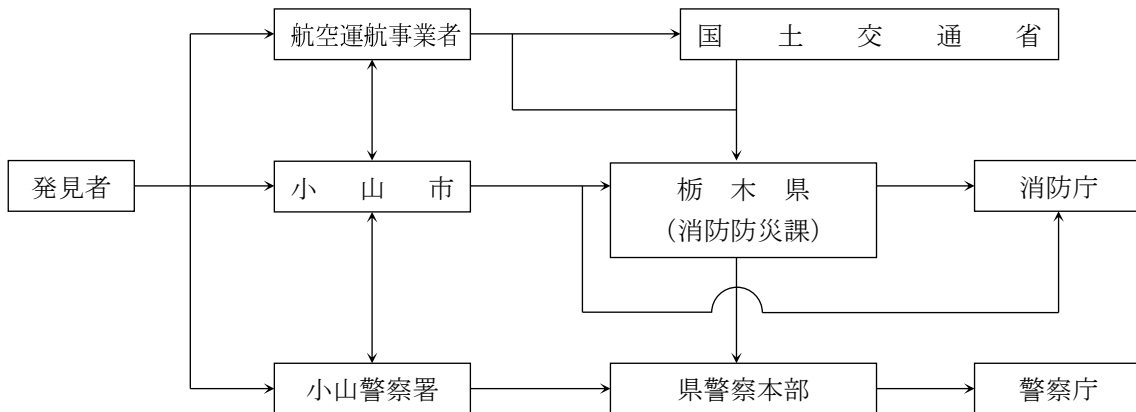 航空運航事業者
国土交通省
発見者
小山市
栃木県
（消防防災課）
消防庁
小山警察署
県警察本部
警察庁